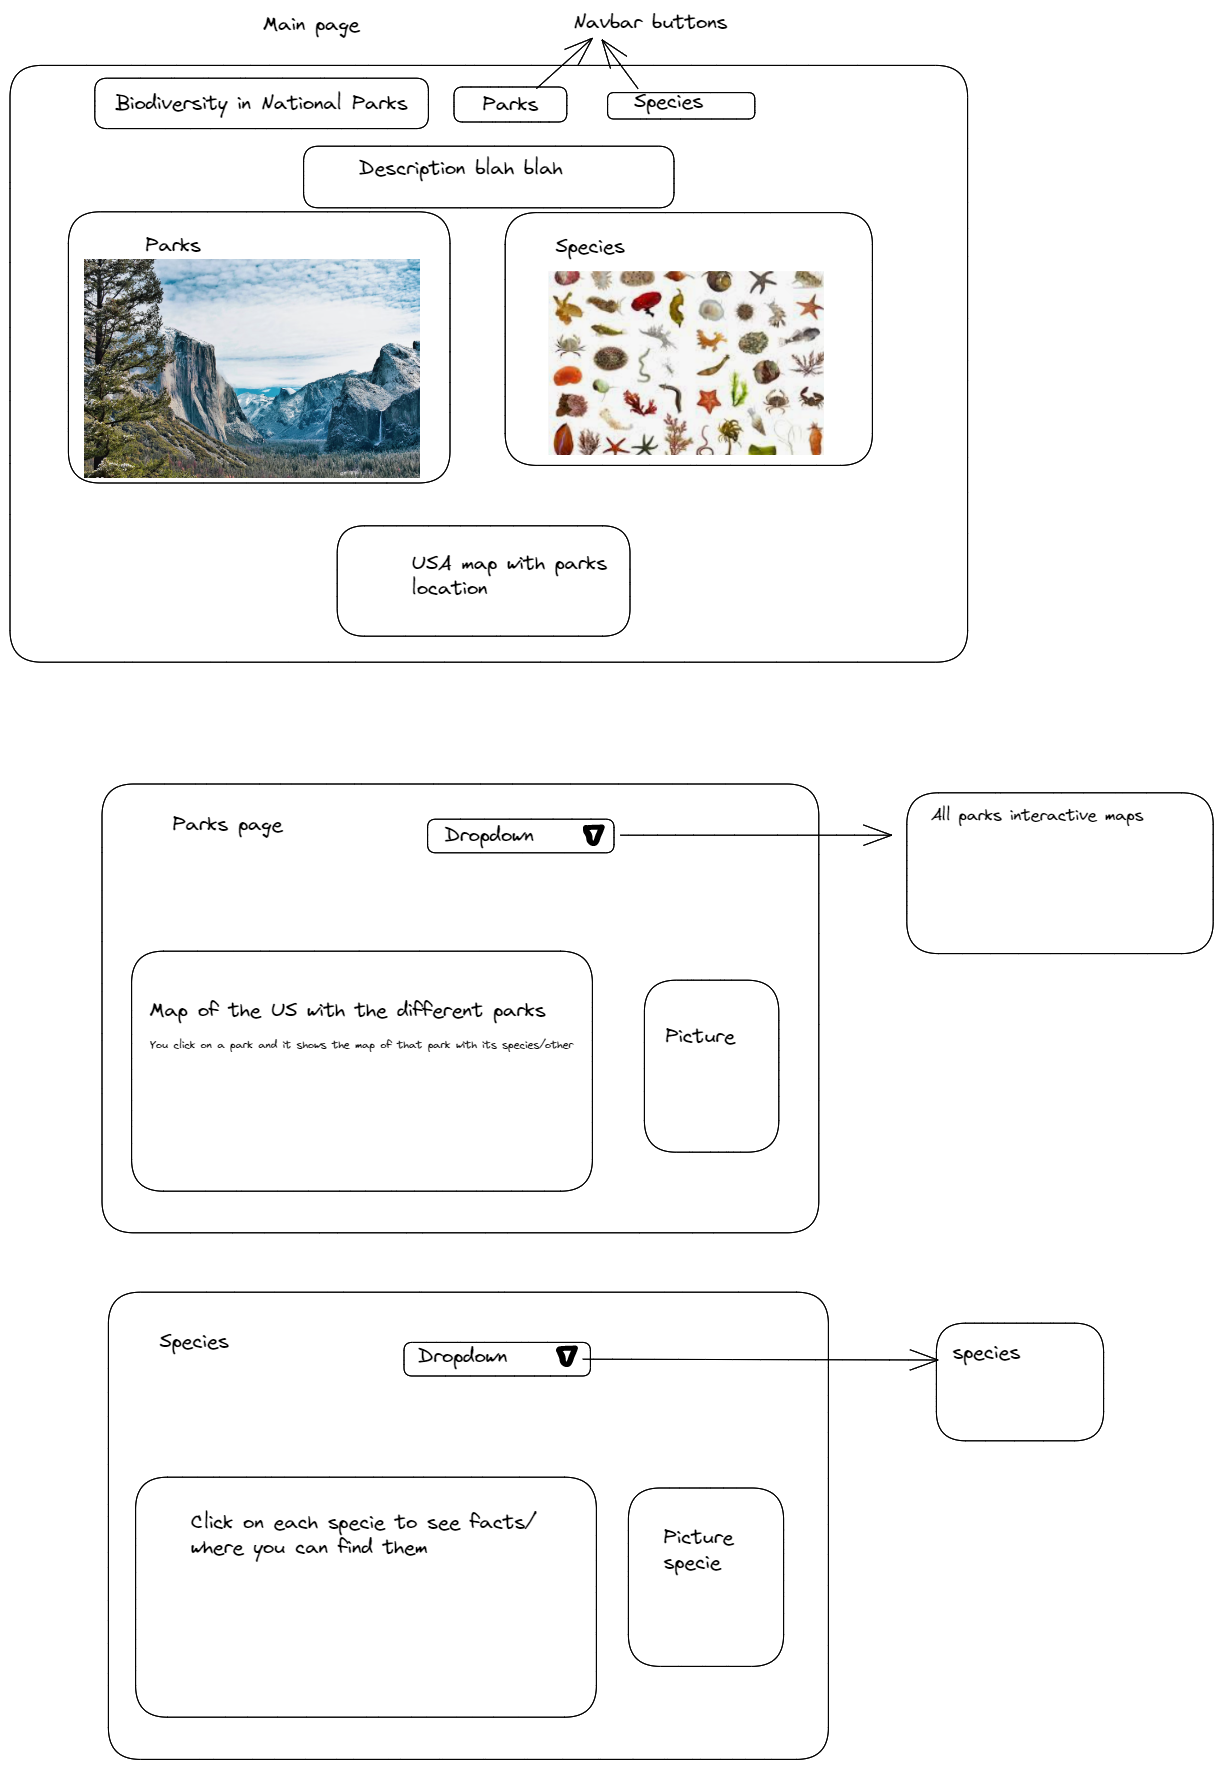 Main page
Navbar buttons
Biodiversity in National Parks
Parks
Species
Description blah blah
Parks
Species
USA map with parks
location
Parks page
Dropdown
All parks interactive maps
Map of the US with the different parks
You click on a park and it shows the map of that park with its species/other
Picture
Species
Dropdown
species
Click on each specie to see facts/
where you can find them
Picture
specie